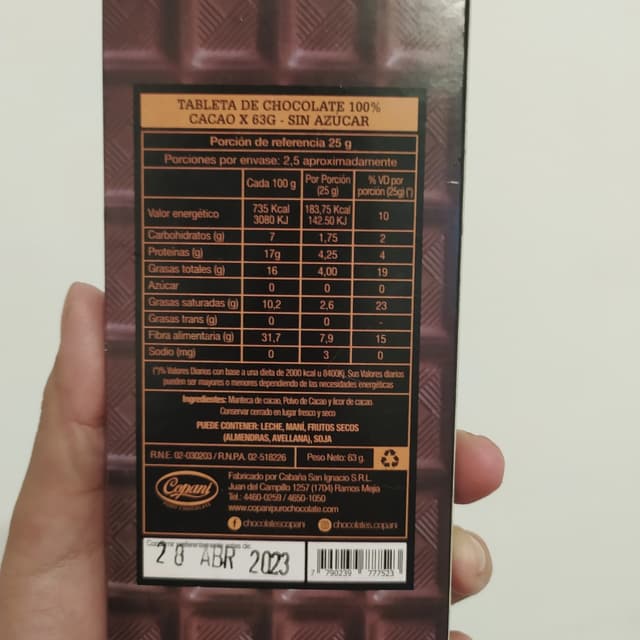 TABLETA DE CHOCOLATE 100%
CACAO X 63G - SIN AZÚCAR
Porción de referencia 25 g
Porciones por envase: 2,5 aproximadamente
Cada 100 g Por Porción (25 g) % VD por porción (25g) (*)
Valor energético 735 Kcal 3080 KJ 183,75 Kcal 142.50 KJ 10
Carbohidratos (g) 7 1,75 2
Proteinas (g) 17g 4,25 4
Grasas totales (g) 16 4,00 19
Azúcar 0 0 0
Grasas saturadas (g) 10,2 2,6 23
Grasas trans (g) 0 0 -
Fibra alimentaria (g) 31,7 7,9 15
Sodio (mg) 0 3 0
(*)% Valores Diarios con base a una dieta de 2000 kcal u 8400Kj. Sus Valores diarios
pueden ser mayores o menores dependiendo de las necesidades energéticas
Ingredientes: Manteca de cacao, Polvo de Cacao y licor de cacao.
Conservar cerrado en lugar fresco y seco
PUEDE CONTENER: LECHE, MANÍ, FRUTOS SECOS
(ALMENDRAS, AVELLANA), SOJA
R.N.E. 02-030203 / R.N.P.A. 02-518226 Peso Neto: 63 g.
Copani
Fabricado por Cabaña San Ignacio S.R.L.
Juan del Campillo 1257 (1704) Ramos Mejia
Tel.: 4460-0259 / 4650-1050
www.copanipurochocolate.com
chocolates.copani chocolates.copani
28 ABR 2023
7 790239 777523